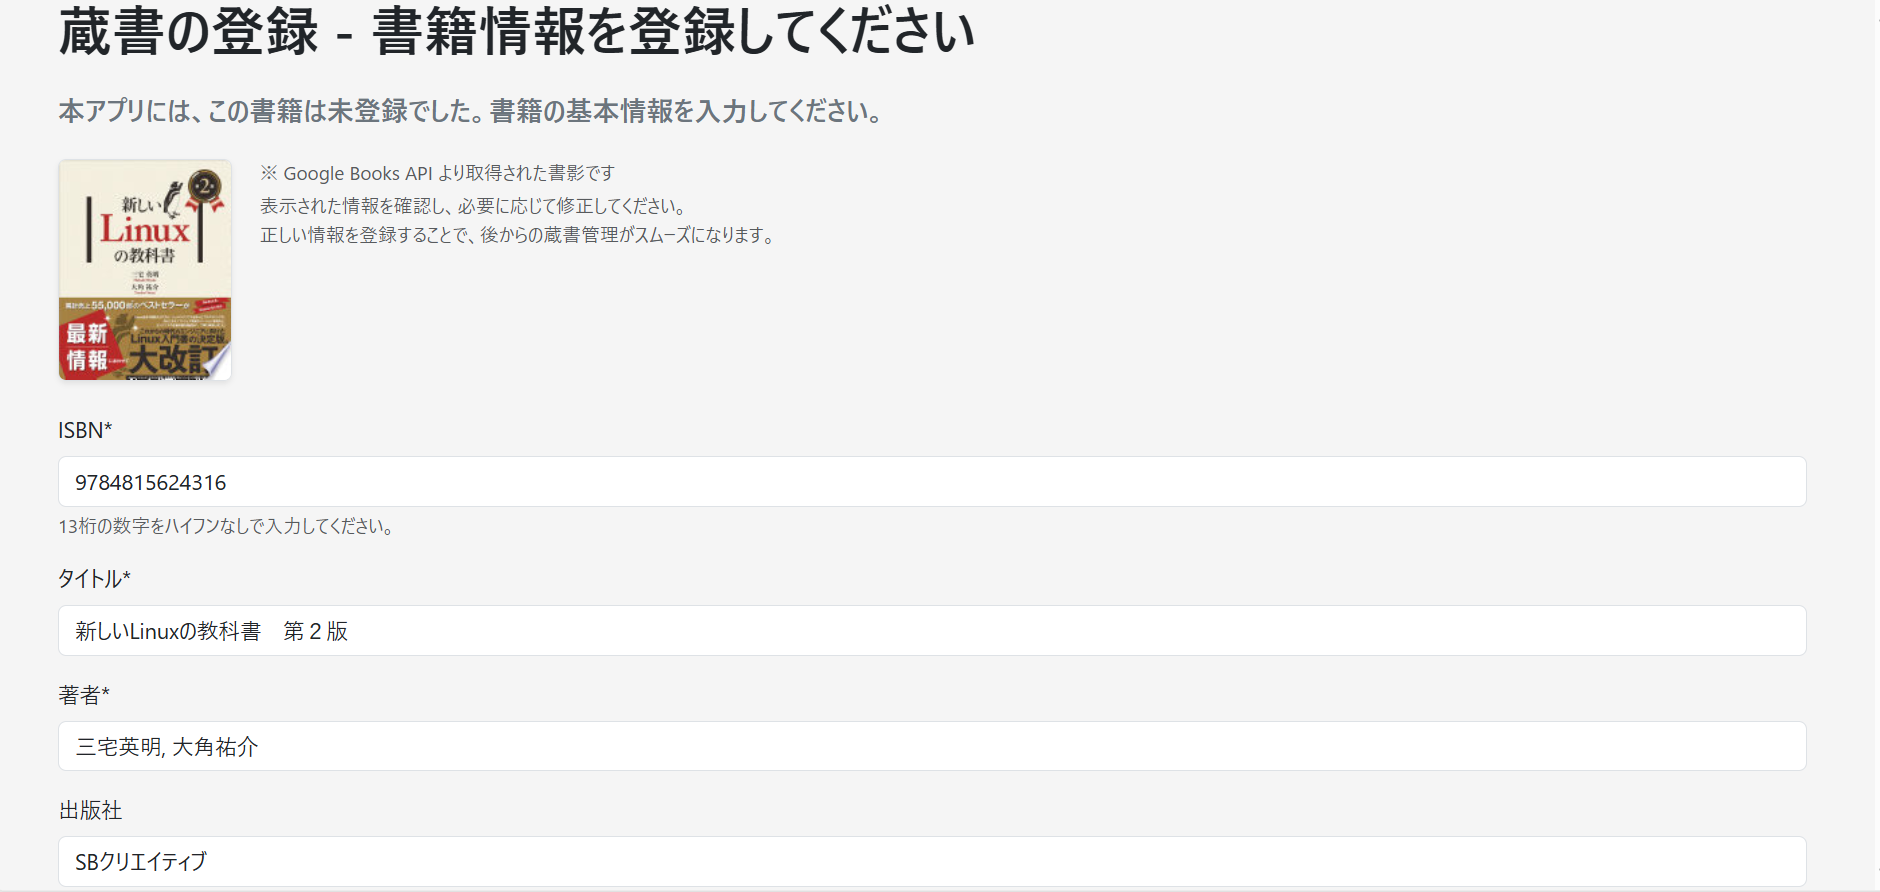 蔵書の登録 - 書籍情報を登録してください
本アプリには、この書籍は未登録でした。書籍の基本情報を入力してください。
第2版
新しい
Linux
の教科書
三宅 英明
大角 祐介
累計売上55,000部のベストセラーが
最新
情報
Linux入門書の決定版
大改訂
※ Google Books API より取得された書影です
表示された情報を確認し、必要に応じて修正してください。
正しい情報を登録することで、後からの蔵書管理がスムーズになります。
ISBN*
9784815624316
13桁の数字をハイフンなしで入力してください。
タイトル*
新しいLinuxの教科書　第２版
著者*
三宅英明, 大角祐介
出版社
SBクリエイティブ